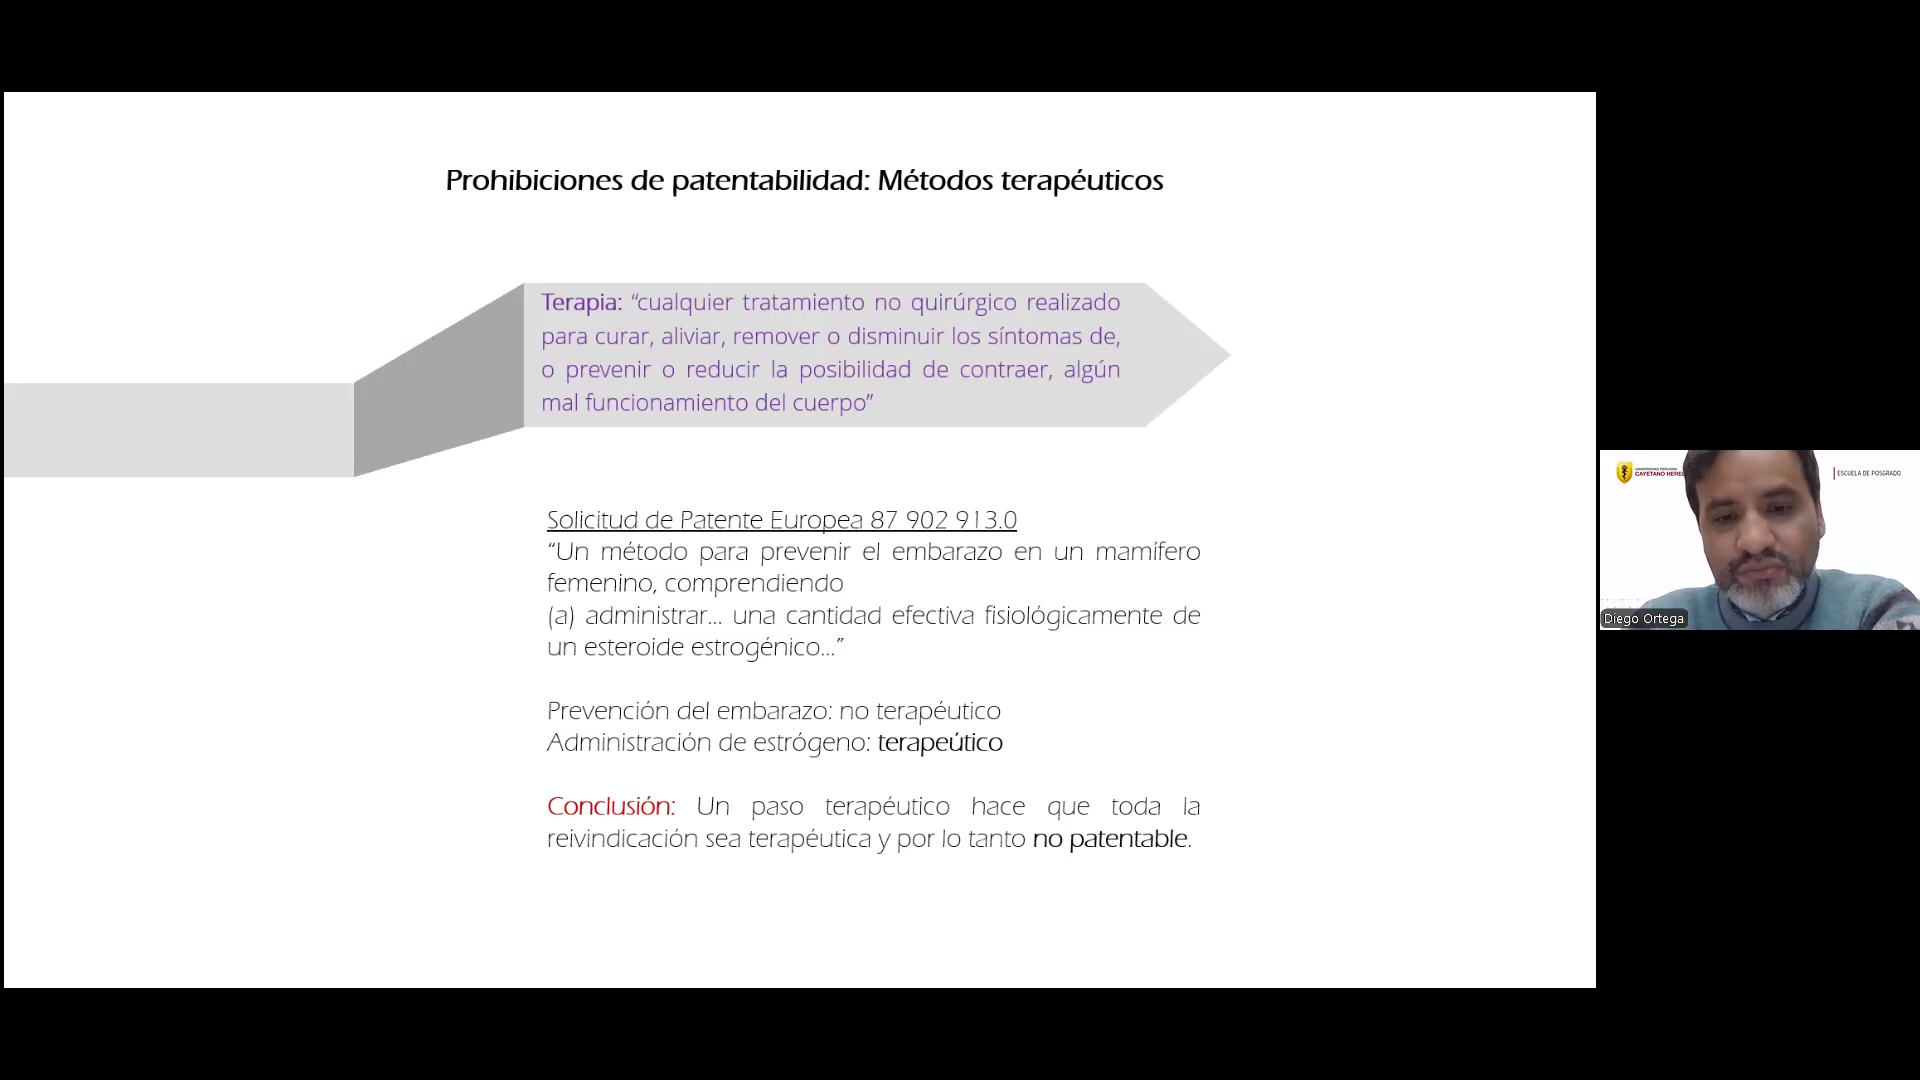 Prohibiciones de patentabilidad: Métodos terapéuticos
Terapia: “cualquier tratamiento no quirúrgico realizado
para curar, aliviar, remover o disminuir los síntomas de,
o prevenir o reducir la posibilidad de contraer, algún
mal funcionamiento del cuerpo”
Solicitud de Patente Europea 87 902 913.0
“Un método para prevenir el embarazo en un mamífero
femenino, comprendiendo
(a) administrar... una cantidad efectiva fisiológicamente de
un esteroide estrogénico...”
Prevención del embarazo: no terapéutico
Administración de estrógeno: terapeútico
Conclusión: Un paso terapéutico hace que toda la
reivindicación sea terapéutica y por lo tanto no patentable.
UNIVERSIDAD PERUANA
CAYETANO
ESCUELA DE POSGRADO
Diego Ortega